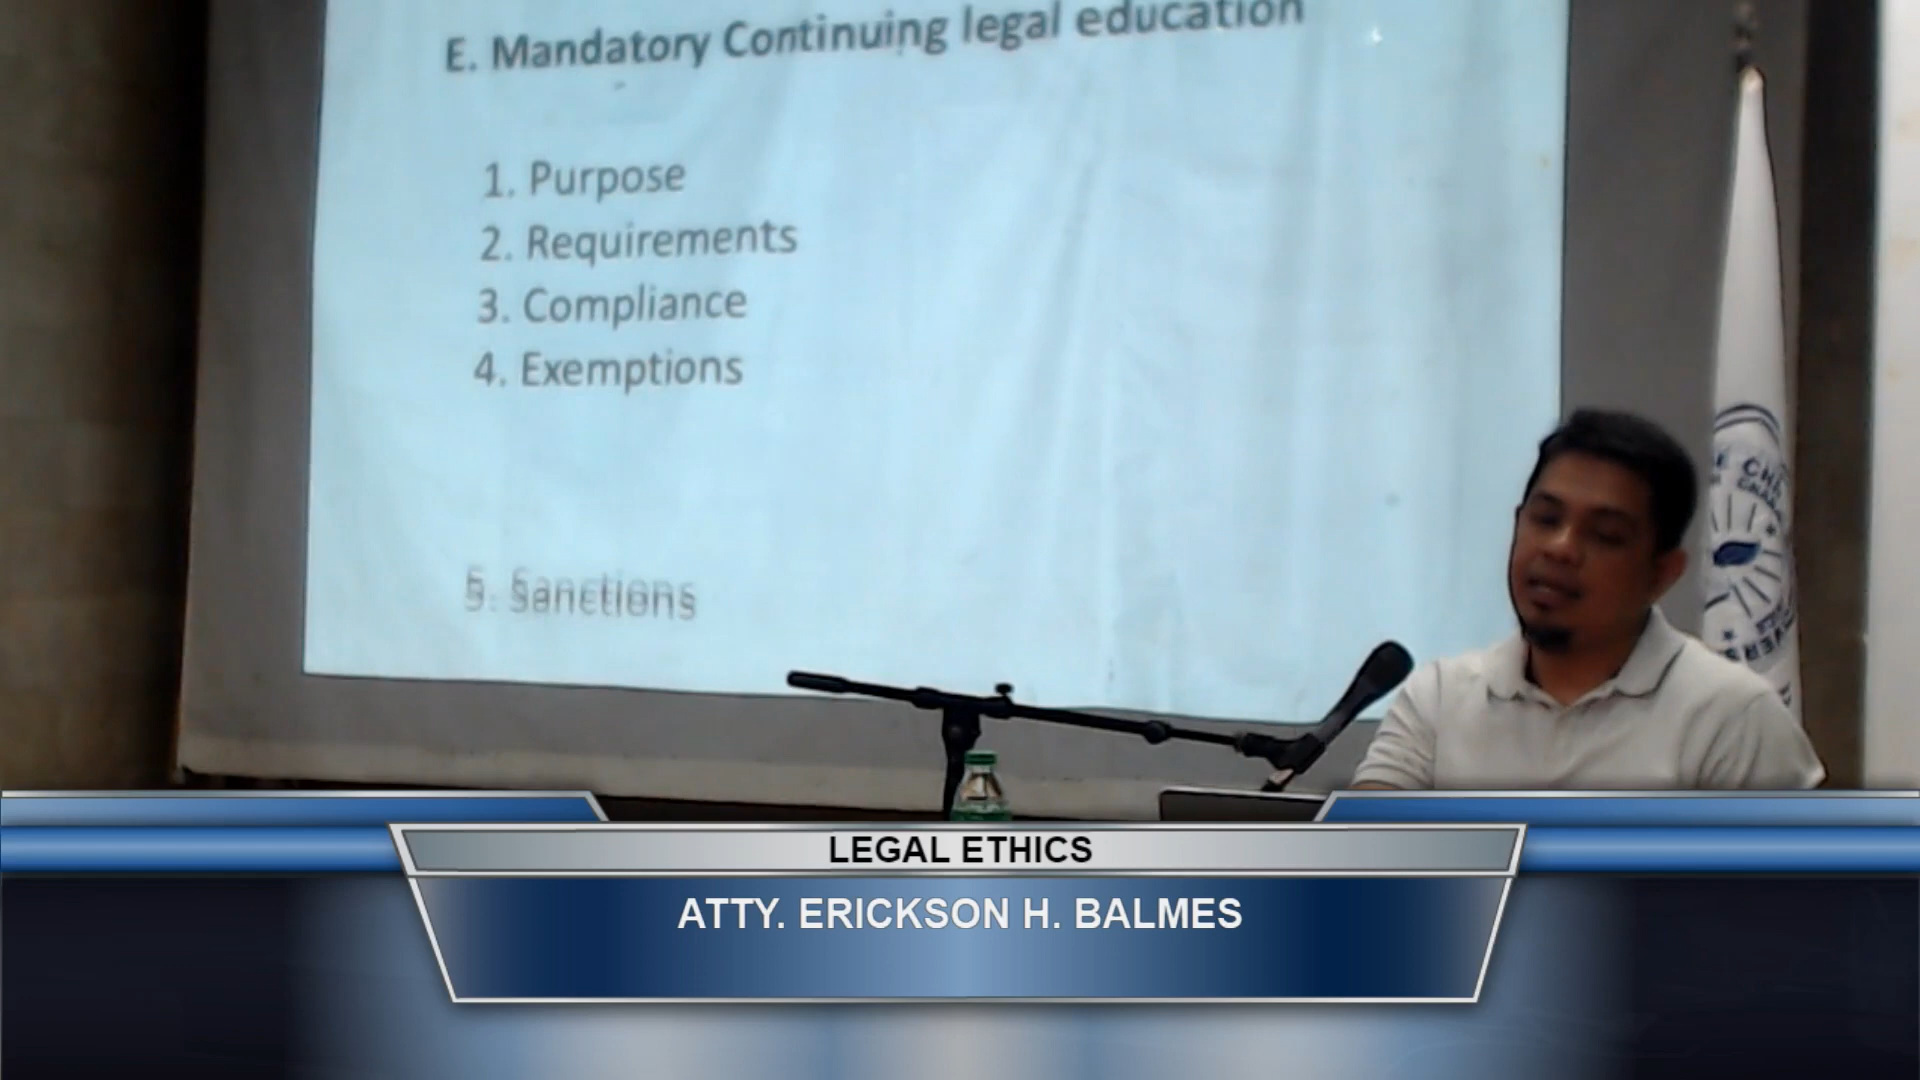 E. Mandatory Continuing legal education
1. Purpose
2. Requirements
3. Compliance
4. Exemptions
5. Sanctions
LEGAL ETHICS
ATTY. ERICKSON H. BALMES